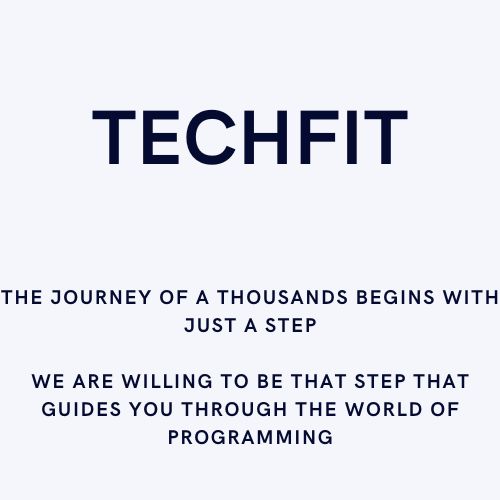 TECHFIT
THE JOURNEY OF A THOUSANDS BEGINS WITH
JUST A STEP
WE ARE WILLING TO BE THAT STEP THAT
GUIDES YOU THROUGH THE WORLD OF
PROGRAMMING